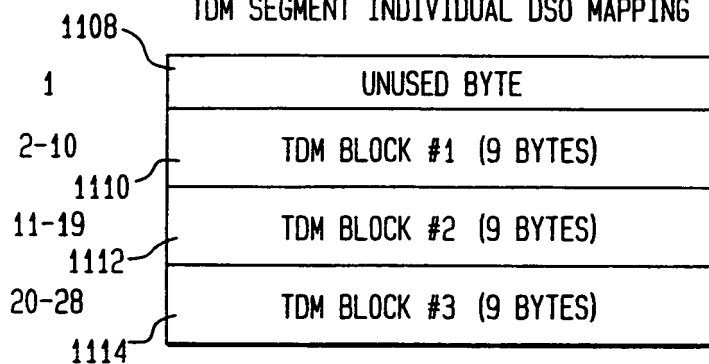 TDM SEGMENT INDIVIDUAL DSO MAPPING
1108
1 UNUSED BYTE
2-10 TDM BLOCK #1 (9 BYTES)
1110
11-19 TDM BLOCK #2 (9 BYTES)
1112
20-28 TDM BLOCK #3 (9 BYTES)
1114